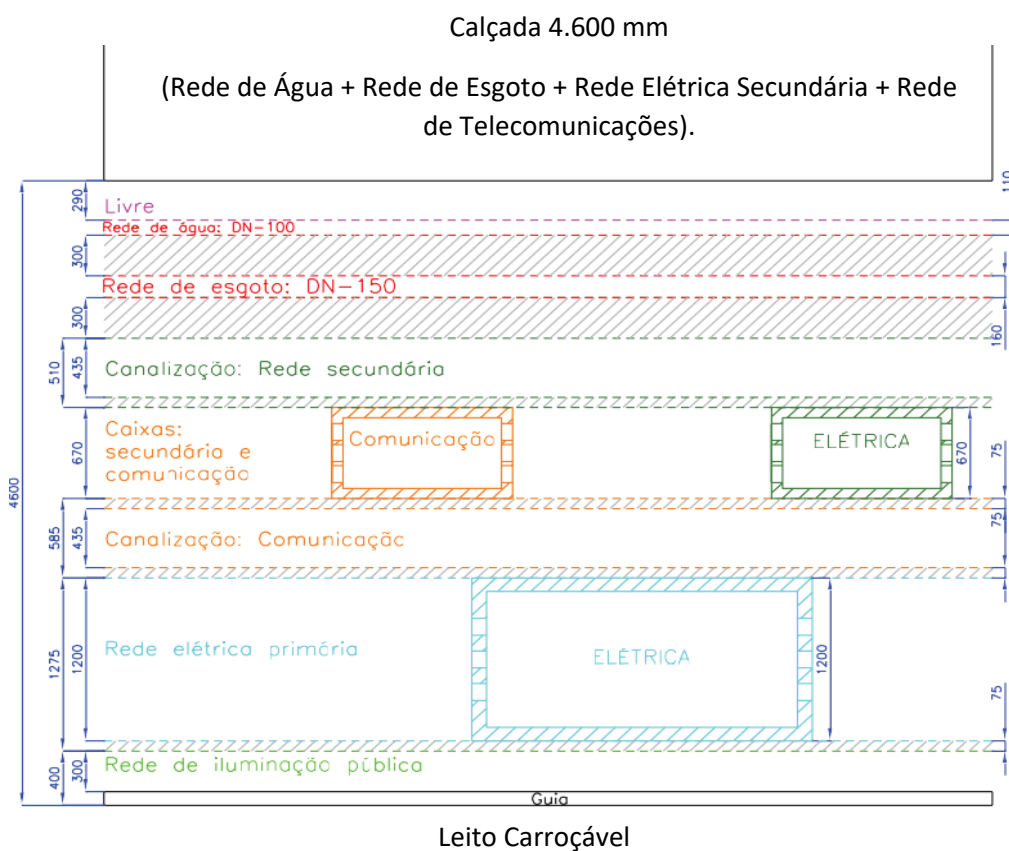 Calçada 4.600 mm
(Rede de Água + Rede de Esgoto + Rede Elétrica Secundária + Rede
de Telecomunicações).
110
290
Livre
Rede de água: DN-100
300
Rede de esgoto: DN-150
300
160
510
435
Canalização: Rede secundária
670
Caixas:
secundária e
comunicação
Comunicação
ELÉTRICA
670
75
4600
585
435
Canalização: Comunicação
75
1275
1200
Rede elétrica primária
ELÉTRICA
1200
75
400
300
Rede de iluminação pública
Guia
Leito Carroçável